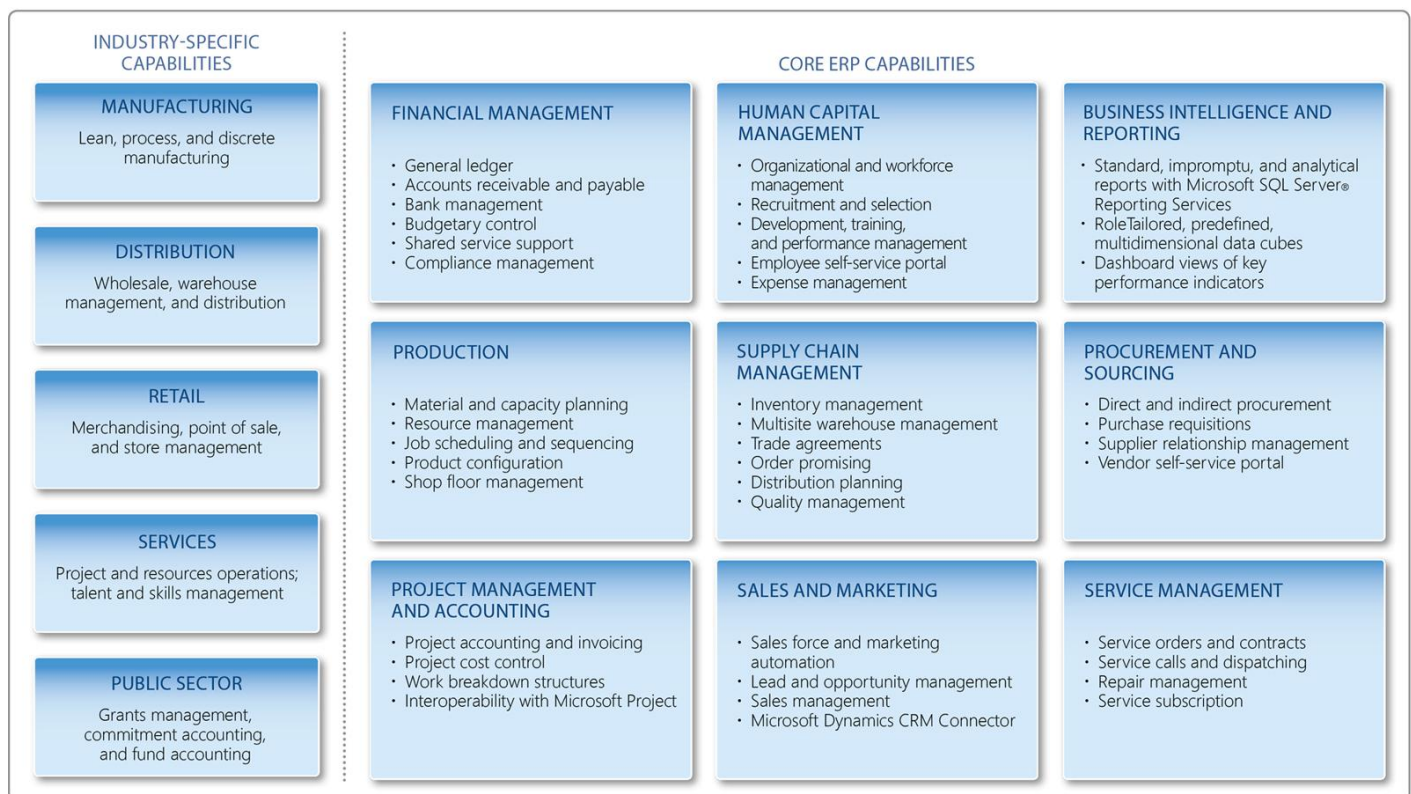 INDUSTRY-SPECIFIC
CAPABILITIES
MANUFACTURING
Lean, process, and discrete
manufacturing
DISTRIBUTION
Wholesale, warehouse
management, and distribution
RETAIL
Merchandising, point of sale,
and store management
SERVICES
Project and resources operations;
talent and skills management
PUBLIC SECTOR
Grants management,
commitment accounting,
and fund accounting
CORE ERP CAPABILITIES
FINANCIAL MANAGEMENT
• General ledger
• Accounts receivable and payable
• Bank management
• Budgetary control
• Shared service support
• Compliance management
HUMAN CAPITAL
MANAGEMENT
• Organizational and workforce
management
• Recruitment and selection
• Development, training,
and performance management
• Employee self-service portal
• Expense management
BUSINESS INTELLIGENCE AND
REPORTING
• Standard, impromptu, and analytical
reports with Microsoft SQL Server®
Reporting Services
• RoleTailored, predefined,
multidimensional data cubes
• Dashboard views of key
performance indicators
PRODUCTION
• Material and capacity planning
• Resource management
• Job scheduling and sequencing
• Product configuration
• Shop floor management
SUPPLY CHAIN
MANAGEMENT
• Inventory management
• Multisite warehouse management
• Trade agreements
• Order promising
• Distribution planning
• Quality management
PROCUREMENT AND
SOURCING
• Direct and indirect procurement
• Purchase requisitions
• Supplier relationship management
• Vendor self-service portal
PROJECT MANAGEMENT
AND ACCOUNTING
• Project accounting and invoicing
• Project cost control
• Work breakdown structures
• Interoperability with Microsoft Project
SALES AND MARKETING
• Sales force and marketing
automation
• Lead and opportunity management
• Sales management
• Microsoft Dynamics CRM Connector
SERVICE MANAGEMENT
• Service orders and contracts
• Service calls and dispatching
• Repair management
• Service subscription